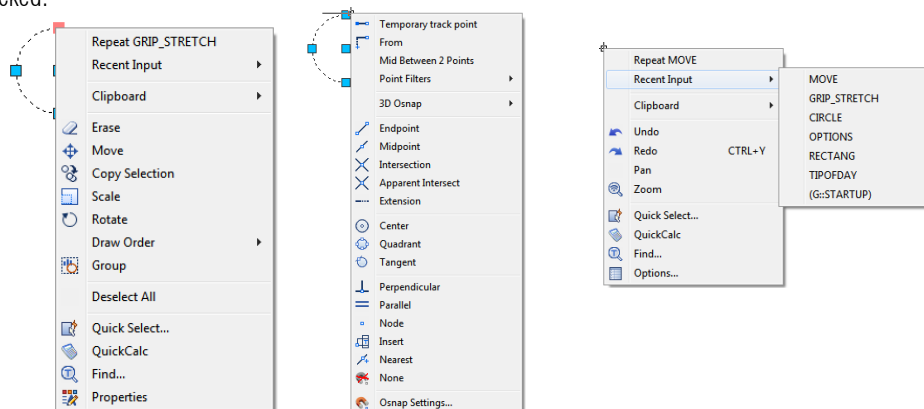 cked.
Repeat GRIP_STRETCH
Recent Input
Clipboard
Erase
Move
Copy Selection
Scale
Rotate
Draw Order
Group
Deselect All
Quick Select...
QuickCalc
Find...
Properties
Temporary track point
From
Mid Between 2 Points
Point Filters
3D Osnap
Endpoint
Midpoint
Intersection
Apparent Intersect
Extension
Center
Quadrant
Tangent
Perpendicular
Parallel
Node
Insert
Nearest
None
Osnap Settings...
Repeat MOVE
Recent Input
Clipboard
Undo
Redo CTRL+Y
Pan
Zoom
Quick Select...
QuickCalc
Find...
Options...
MOVE
GRIP_STRETCH
CIRCLE
OPTIONS
RECTANG
TIPOFDAY
(G::STARTUP)